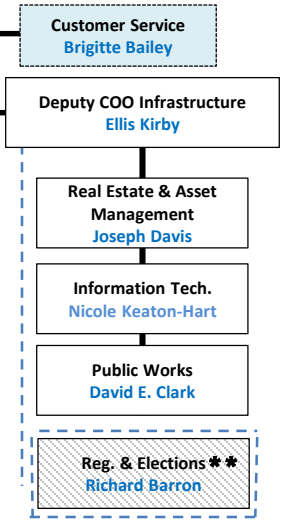 Customer Service
Brigitte Bailey
Deputy COO Infrastructure
Ellis Kirby
Real Estate & Asset
Management
Joseph Davis
Information Tech.
Nicole Keaton-Hart
Public Works
David E. Clark
Reg. & Elections**
Richard Barron